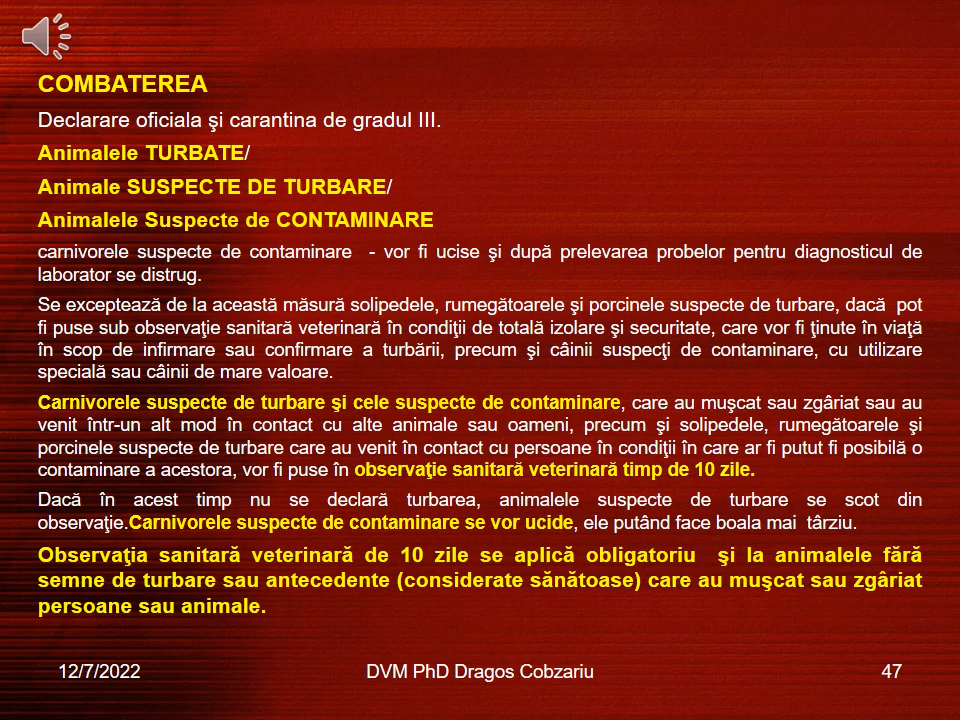 COMBATEREA
Declarare oficiala şi carantina de gradul III.
Animalele TURBATE/
Animale SUSPECTE DE TURBARE/
Animalele Suspecte de CONTAMINARE
carnivorele suspecte de contaminare - vor fi ucise şi după prelevarea probelor pentru diagnosticul de
laborator se distrug.
Se exceptează de la această măsură solipedele, rumegătoarele şi porcinele suspecte de turbare, dacă pot
fi puse sub observaţie sanitară veterinară în condiţii de totală izolare şi securitate, care vor fi ţinute în viaţă
în scop de infirmare sau confirmare a turbării, precum şi câinii suspecţi de contaminare, cu utilizare
specială sau câinii de mare valoare.
Carnivorele suspecte de turbare şi cele suspecte de contaminare, care au muşcat sau zgâriat sau au
venit într-un alt mod în contact cu alte animale sau oameni, precum şi solipedele, rumegătoarele şi
porcinele suspecte de turbare care au venit în contact cu persoane în condiţii în care ar fi putut fi posibilă o
contaminare a acestora, vor fi puse în observaţie sanitară veterinară timp de 10 zile.
Dacă în acest timp nu se declară turbarea, animalele suspecte de turbare se scot din
observaţie.Carnivorele suspecte de contaminare se vor ucide, ele putând face boala mai târziu.
Observaţia sanitară veterinară de 10 zile se aplică obligatoriu şi la animalele fără
semne de turbare sau antecedente (considerate sănătoase) care au muşcat sau zgâriat
persoane sau animale.
12/7/2022
DVM PhD Dragos Cobzariu
47